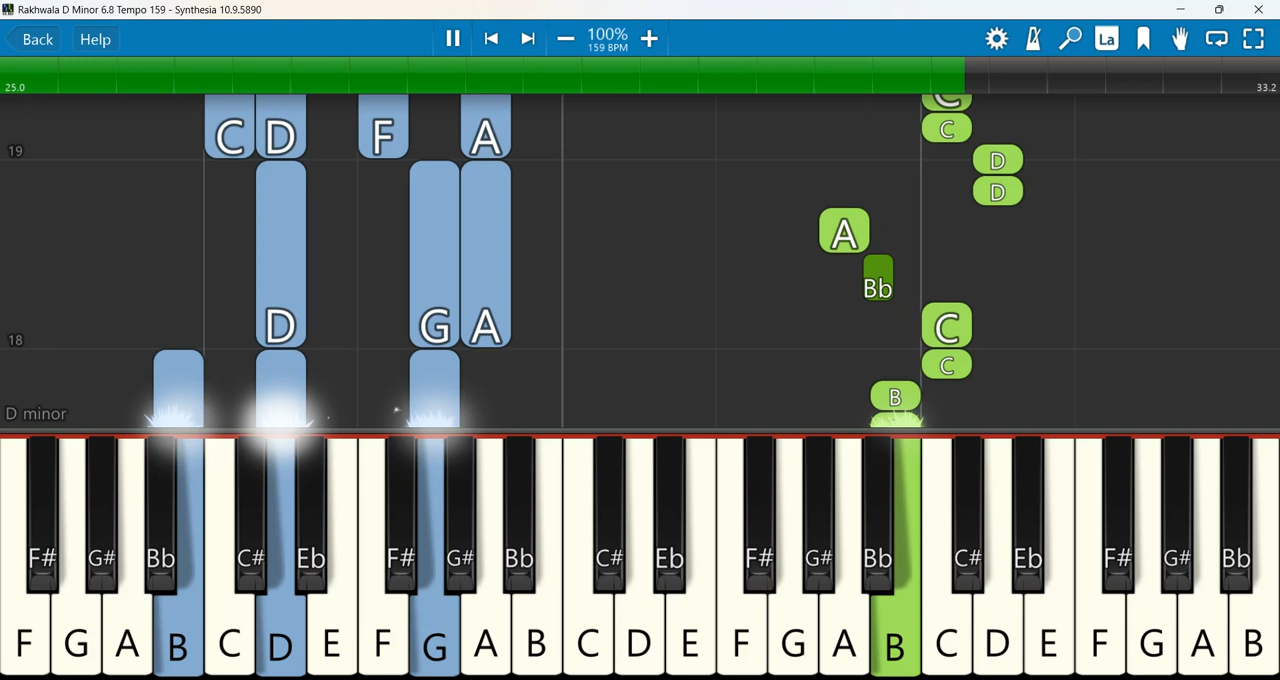 Rakhwala D Minor 6.8 Tempo 159 - Synthesia 10.9.5890
Back Help 100% La
159 BPM
25.0 33.2
C D F A C
19 C
D
D
A
Bb
D G A C
18
C
B
D minor
F# G# Bb C# Eb F# G# Bb C# Eb F# G# Bb C# Eb F# G# Bb
F G A B C D E F G A B C D E F G A B C D E F G A B